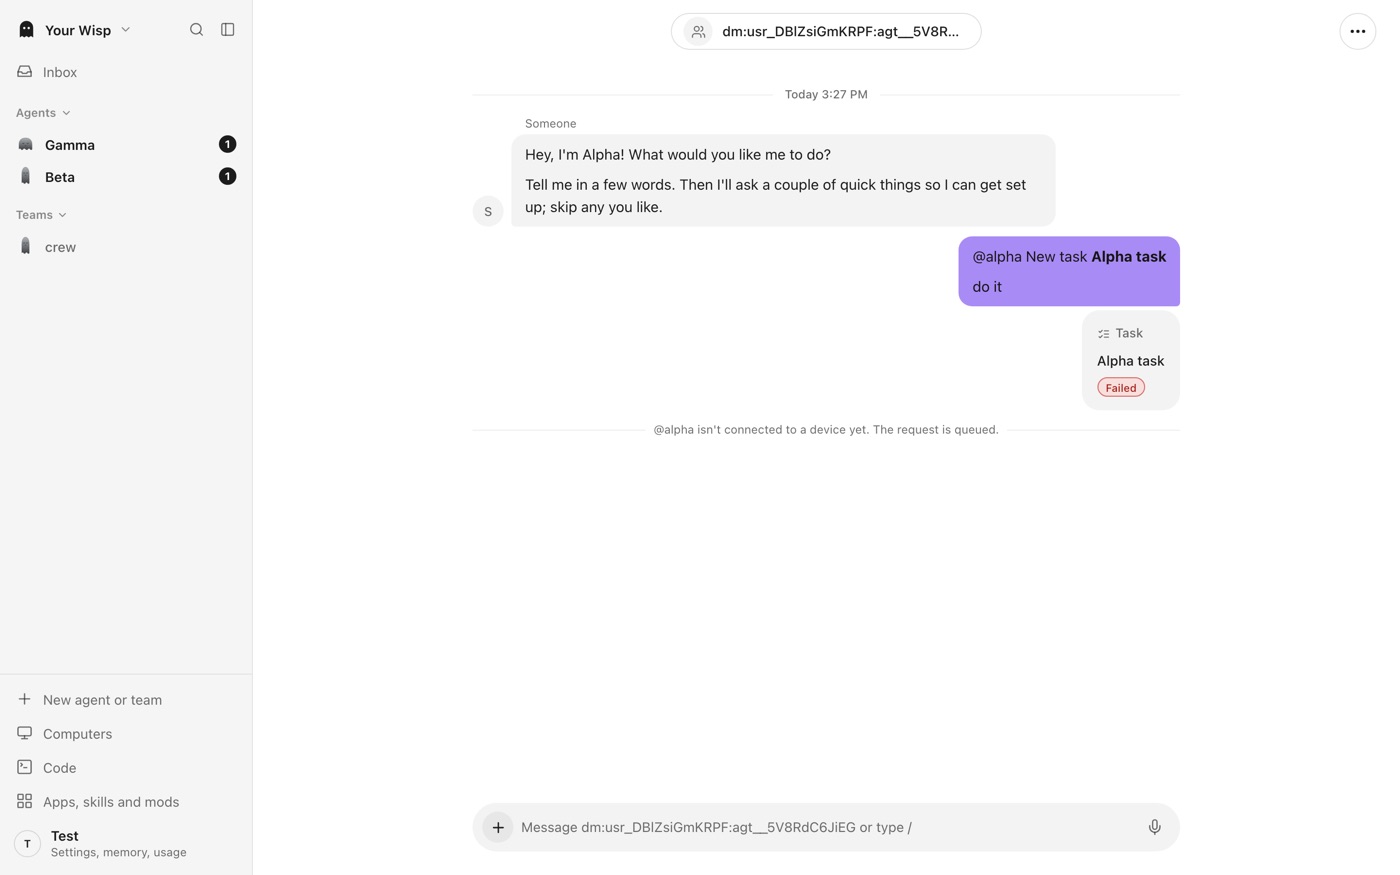 Your Wisp
Inbox
Agents
Gamma
1
Beta
1
Teams
crew
New agent or team
Computers
Code
Apps, skills and mods
T
Test
Settings, memory, usage
dm:usr_DBlZsiGmKRPF:agt__5V8R...
Today 3:27 PM
Someone
S
Hey, I'm Alpha! What would you like me to do?
Tell me in a few words. Then I'll ask a couple of quick things so I can get set
up; skip any you like.
@alpha New task Alpha task
do it
Task
Alpha task
Failed
@alpha isn't connected to a device yet. The request is queued.
Message dm:usr_DBlZsiGmKRPF:agt__5V8RdC6JiEG or type /